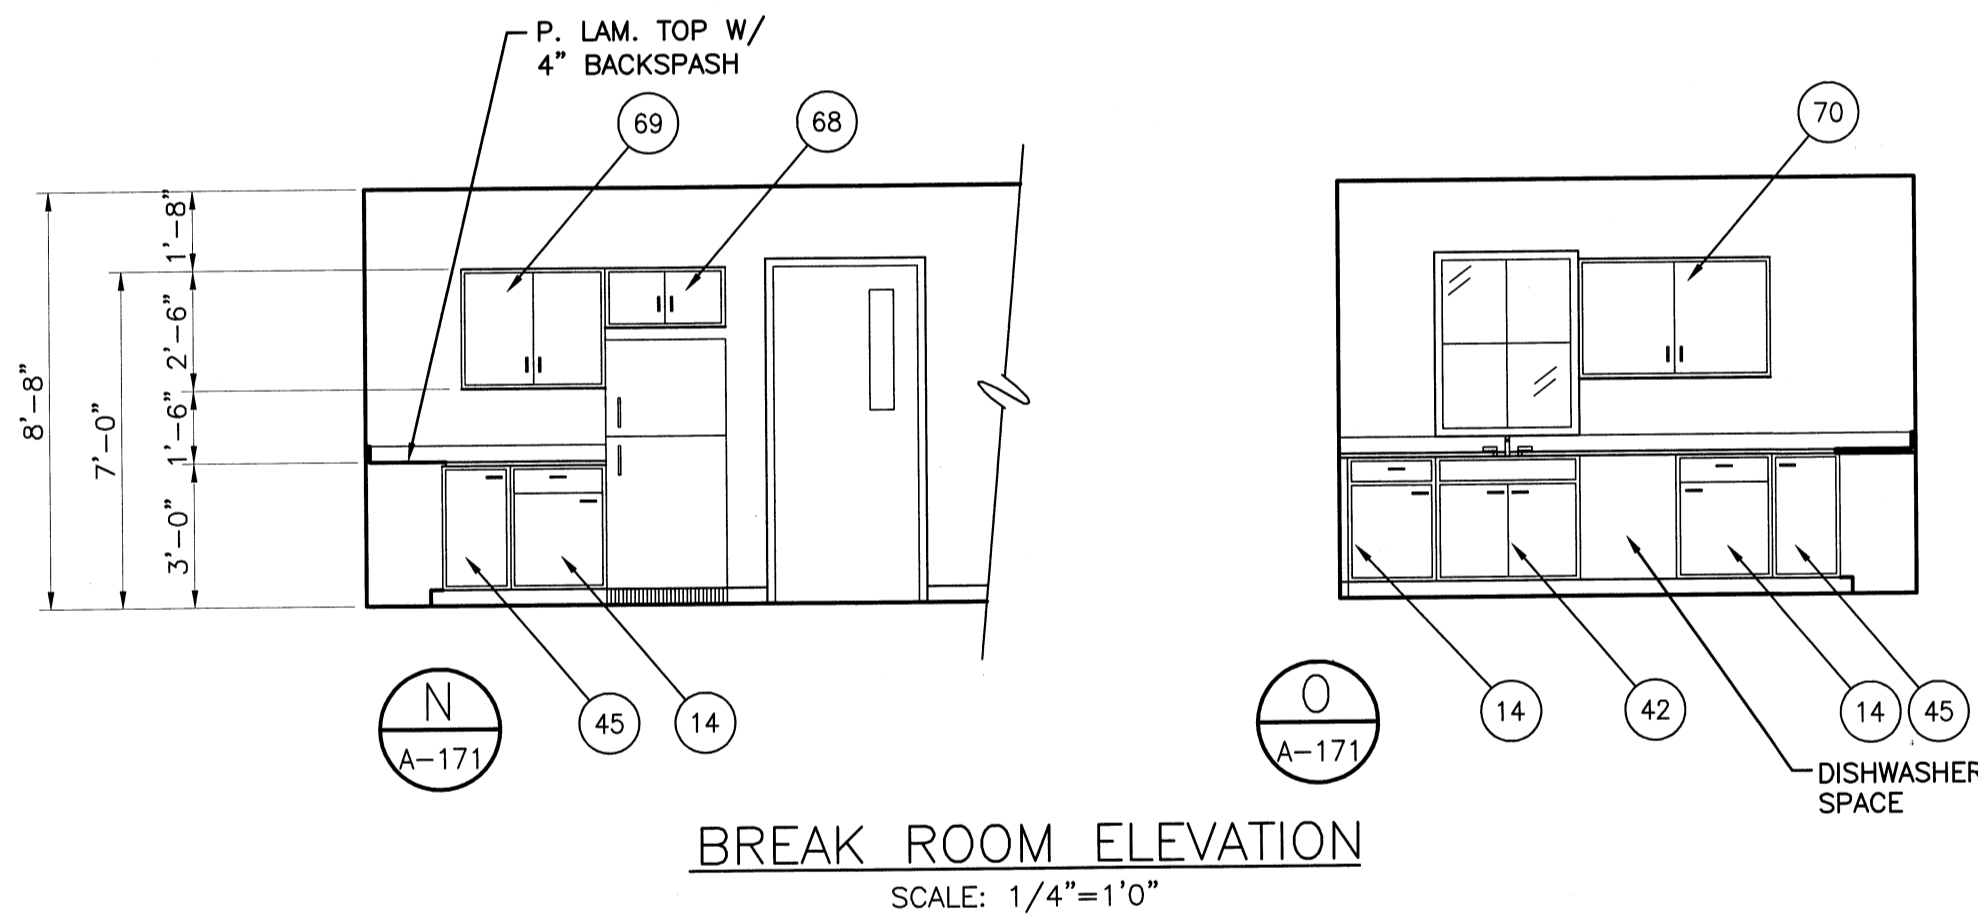 P. LAM. TOP W/
4" BACKSPASH
69
68
70
8'-8"
7'-0"
1'-8"
2'-6"
1'-6"
3'-0"
N
A-171
45
14
O
A-171
14
42
14
45
DISHWASHER
SPACE
BREAK ROOM ELEVATION
SCALE: 1/4"=1'0"